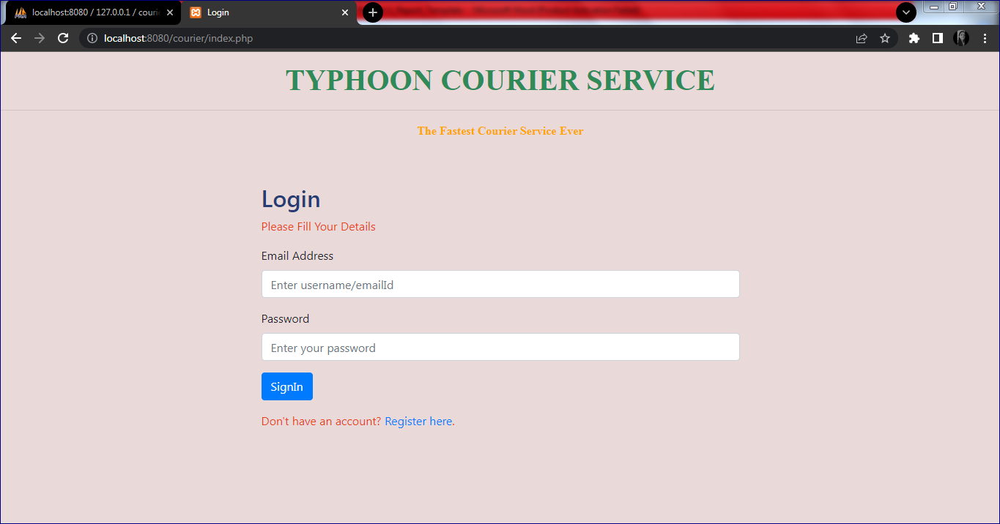 localhost:8080 / 127.0.0.1 / couri
Login
localhost:8080/courier/index.php
TYPHOON COURIER SERVICE
The Fastest Courier Service Ever
Login
Please Fill Your Details
Email Address
Enter username/emailId
Password
Enter your password
SignIn
Don't have an account? Register here.